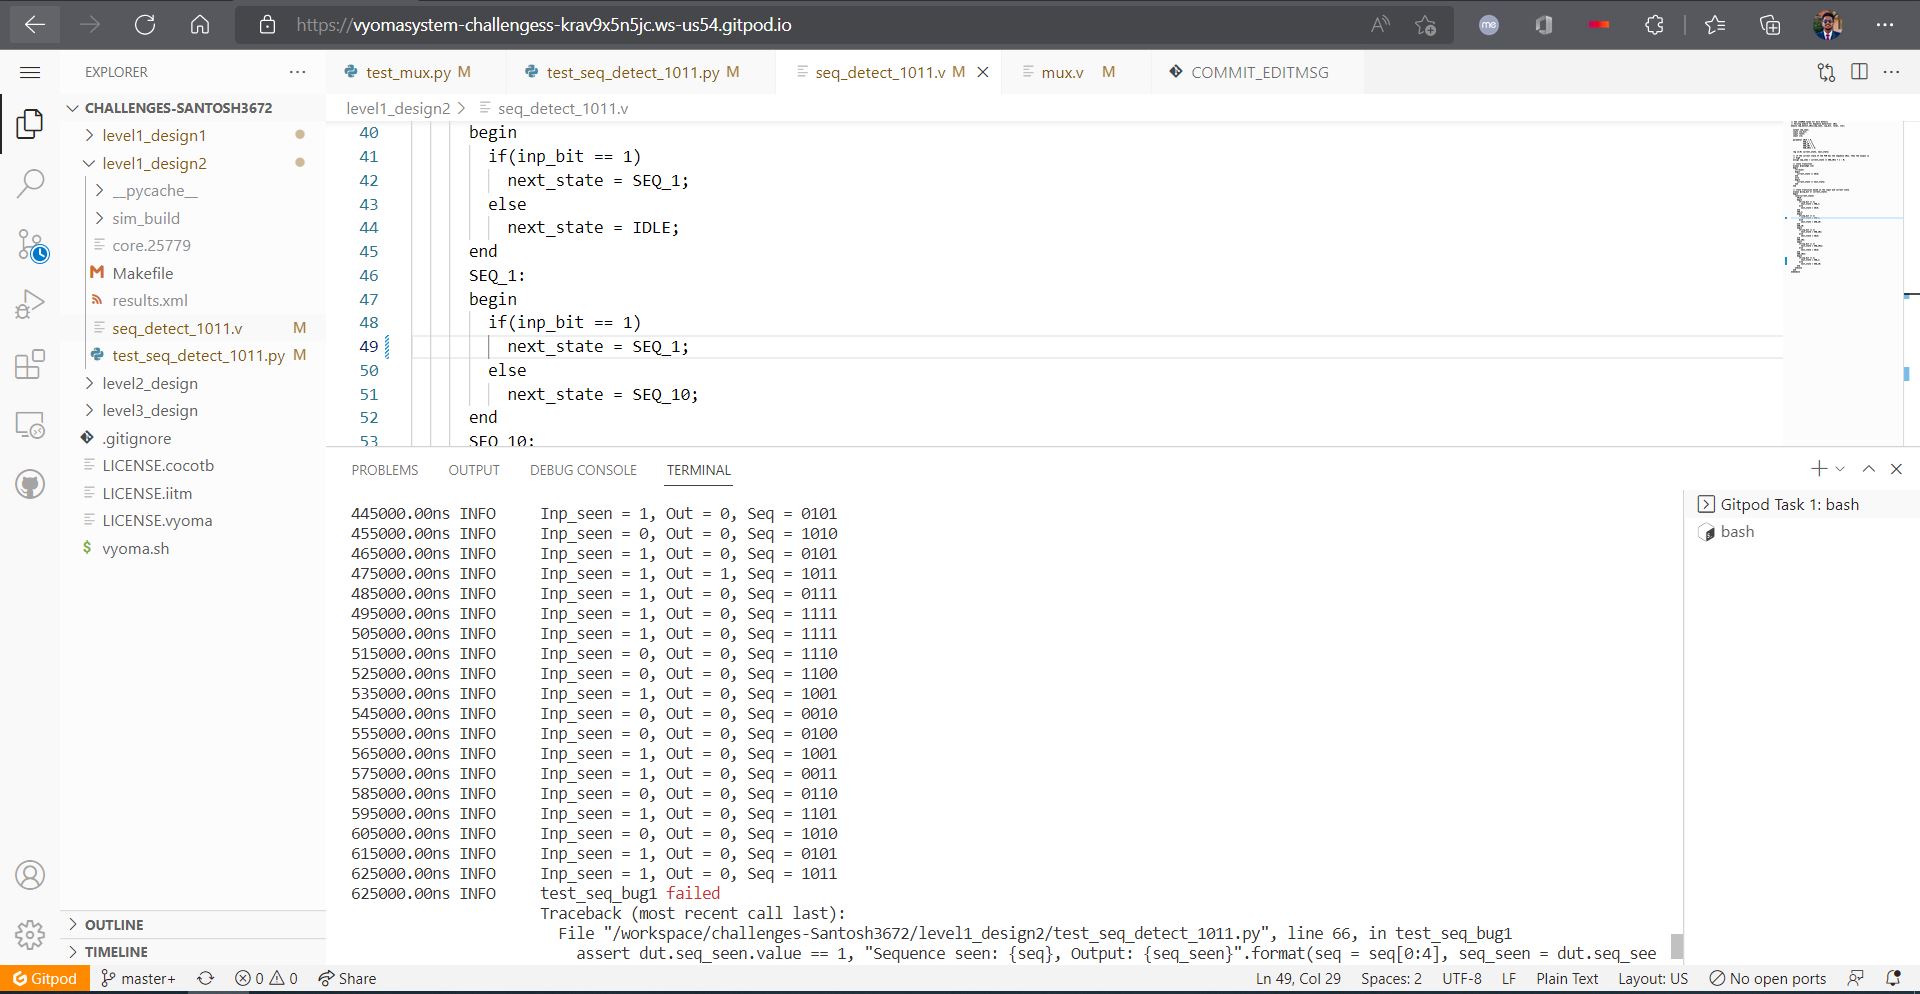 https://vyomasystem-challengess-krav9x5n5jc.ws-us54.gitpod.io
me
EXPLORER
CHALLENGES-SANTOSH3672
level1_design1
level1_design2
__pycache__
sim_build
core.25779
Makefile
results.xml
seq_detect_1011.v M
test_seq_detect_1011.py M
level2_design
level3_design
.gitignore
LICENSE.cocotb
LICENSE.iitm
LICENSE.vyoma
vyoma.sh
OUTLINE
TIMELINE
test_mux.py M
test_seq_detect_1011.py M
seq_detect_1011.v M
mux.v M
COMMIT_EDITMSG
level1_design2 > seq_detect_1011.v
40 begin
41 if(inp_bit == 1)
42 next_state = SEQ_1;
43 else
44 next_state = IDLE;
45 end
46 SEQ_1:
47 begin
48 if(inp_bit == 1)
49 next_state = SEQ_1;
50 else
51 next_state = SEQ_10;
52 end
53 SEQ_10:
PROBLEMS OUTPUT DEBUG CONSOLE TERMINAL
445000.00ns INFO Inp_seen = 1, Out = 0, Seq = 0101
455000.00ns INFO Inp_seen = 0, Out = 0, Seq = 1010
465000.00ns INFO Inp_seen = 1, Out = 0, Seq = 0101
475000.00ns INFO Inp_seen = 1, Out = 1, Seq = 1011
485000.00ns INFO Inp_seen = 1, Out = 0, Seq = 0111
495000.00ns INFO Inp_seen = 1, Out = 0, Seq = 1111
505000.00ns INFO Inp_seen = 1, Out = 0, Seq = 1111
515000.00ns INFO Inp_seen = 0, Out = 0, Seq = 1110
525000.00ns INFO Inp_seen = 0, Out = 0, Seq = 1100
535000.00ns INFO Inp_seen = 1, Out = 0, Seq = 1001
545000.00ns INFO Inp_seen = 0, Out = 0, Seq = 0010
555000.00ns INFO Inp_seen = 0, Out = 0, Seq = 0100
565000.00ns INFO Inp_seen = 1, Out = 0, Seq = 1001
575000.00ns INFO Inp_seen = 1, Out = 0, Seq = 0011
585000.00ns INFO Inp_seen = 0, Out = 0, Seq = 0110
595000.00ns INFO Inp_seen = 1, Out = 0, Seq = 1101
605000.00ns INFO Inp_seen = 0, Out = 0, Seq = 1010
615000.00ns INFO Inp_seen = 1, Out = 0, Seq = 0101
625000.00ns INFO Inp_seen = 1, Out = 0, Seq = 1011
625000.00ns INFO test_seq_bug1 failed
Traceback (most recent call last):
File "/workspace/challenges-Santosh3672/level1_design2/test_seq_detect_1011.py", line 66, in test_seq_bug1
assert dut.seq_seen.value == 1, "Sequence seen: {seq}, Output: {seq_seen}".format(seq = seq[0:4], seq_seen = dut.seq_see
Gitpod Task 1: bash
bash
Gitpod master+ 0 0 Share Ln 49, Col 29 Spaces: 2 UTF-8 LF Plain Text Layout: US No open ports